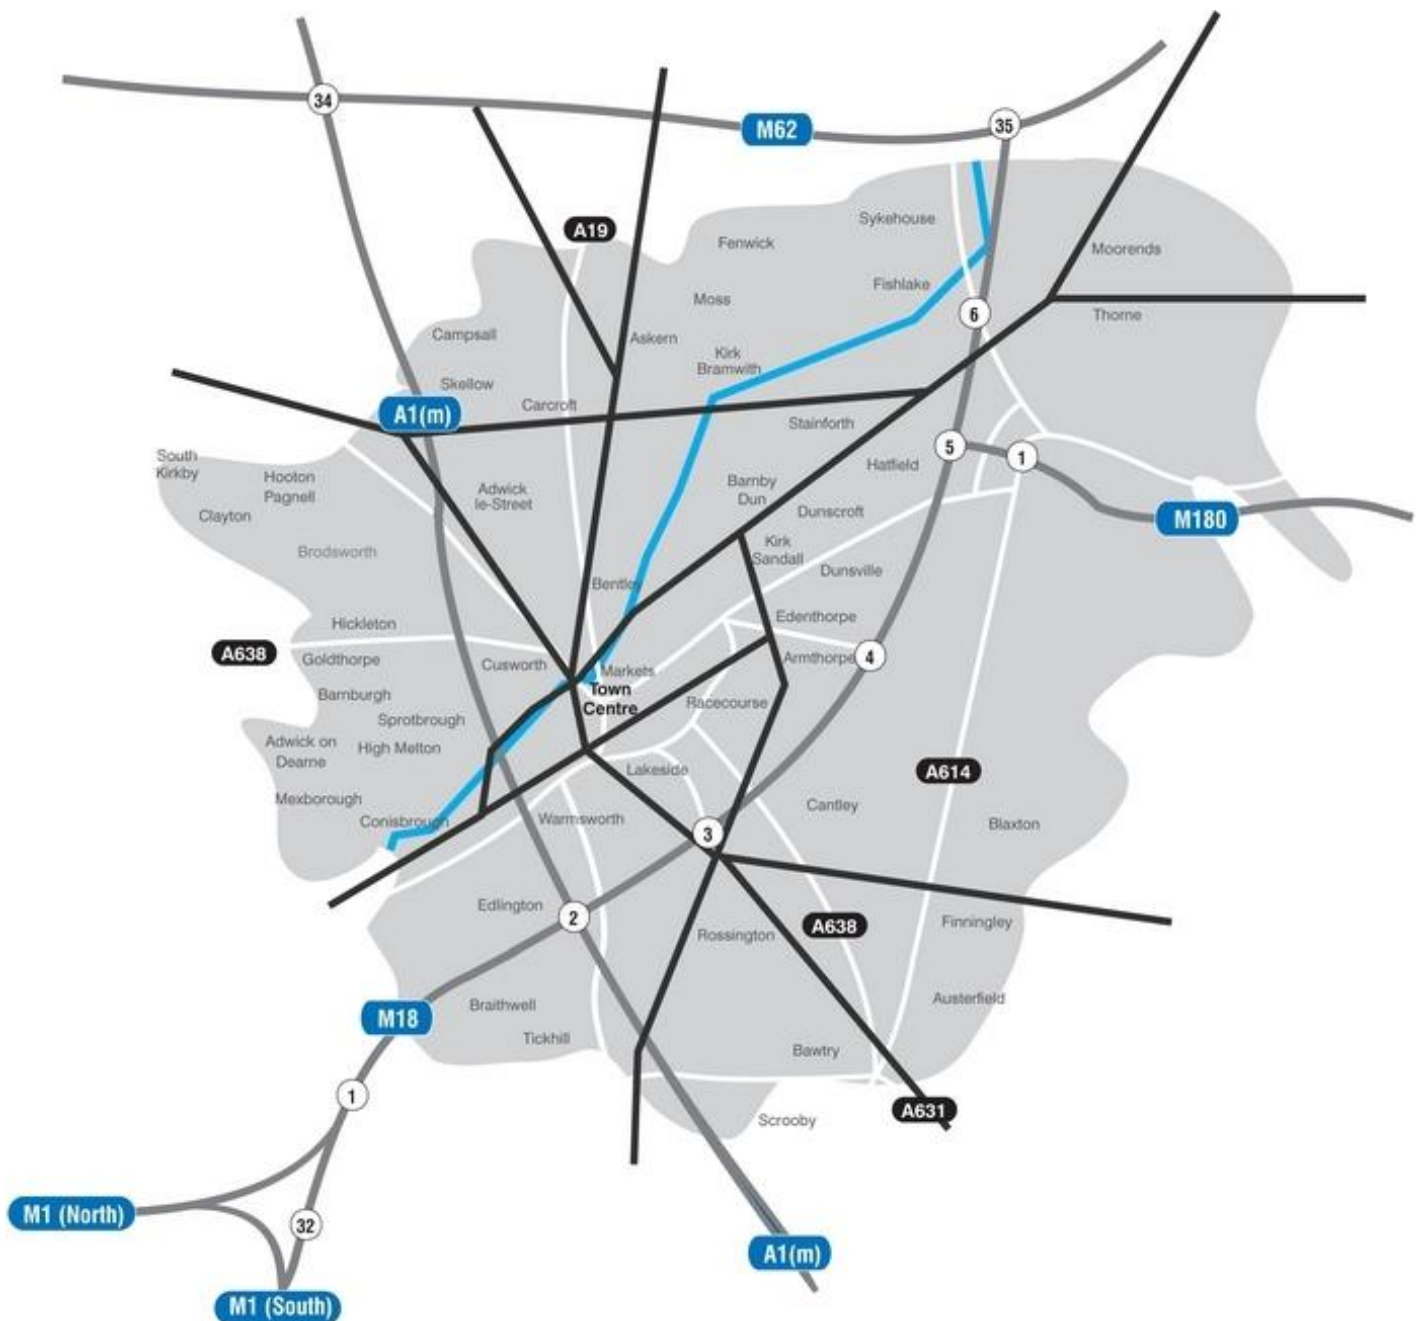 34
M62
35
A19
Sykehouse
Fenwick
Moorends
Fishlake
Moss
6
Thorne
Campsall
Askern
Kirk
Bramwith
Skellow
A1(m)
Carcroft
Stainforth
5
1
South
Kirkby
Hooton
Pagnell
Hatfield
Adwick
le-Street
Barnby
Dun
Clayton
Dunscroft
M180
Brodsworth
Kirk
Sandall
Dunsville
Bentley
Hickleton
Edenthorpe
A638
Goldthorpe
Cusworth
Markets
Armthorpe
4
Town
Centre
Barnburgh
Racecourse
Sprotbrough
Adwick on
Dearne
High Melton
Lakeside
A614
Mexborough
Cantley
Conisbrough
Warmsworth
3
Blaxton
Edlington
2
Rossington
A638
Finningley
Braithwell
Austerfield
M18
Tickhill
Bawtry
1
A631
Scrooby
M1 (North)
32
A1(m)
M1 (South)